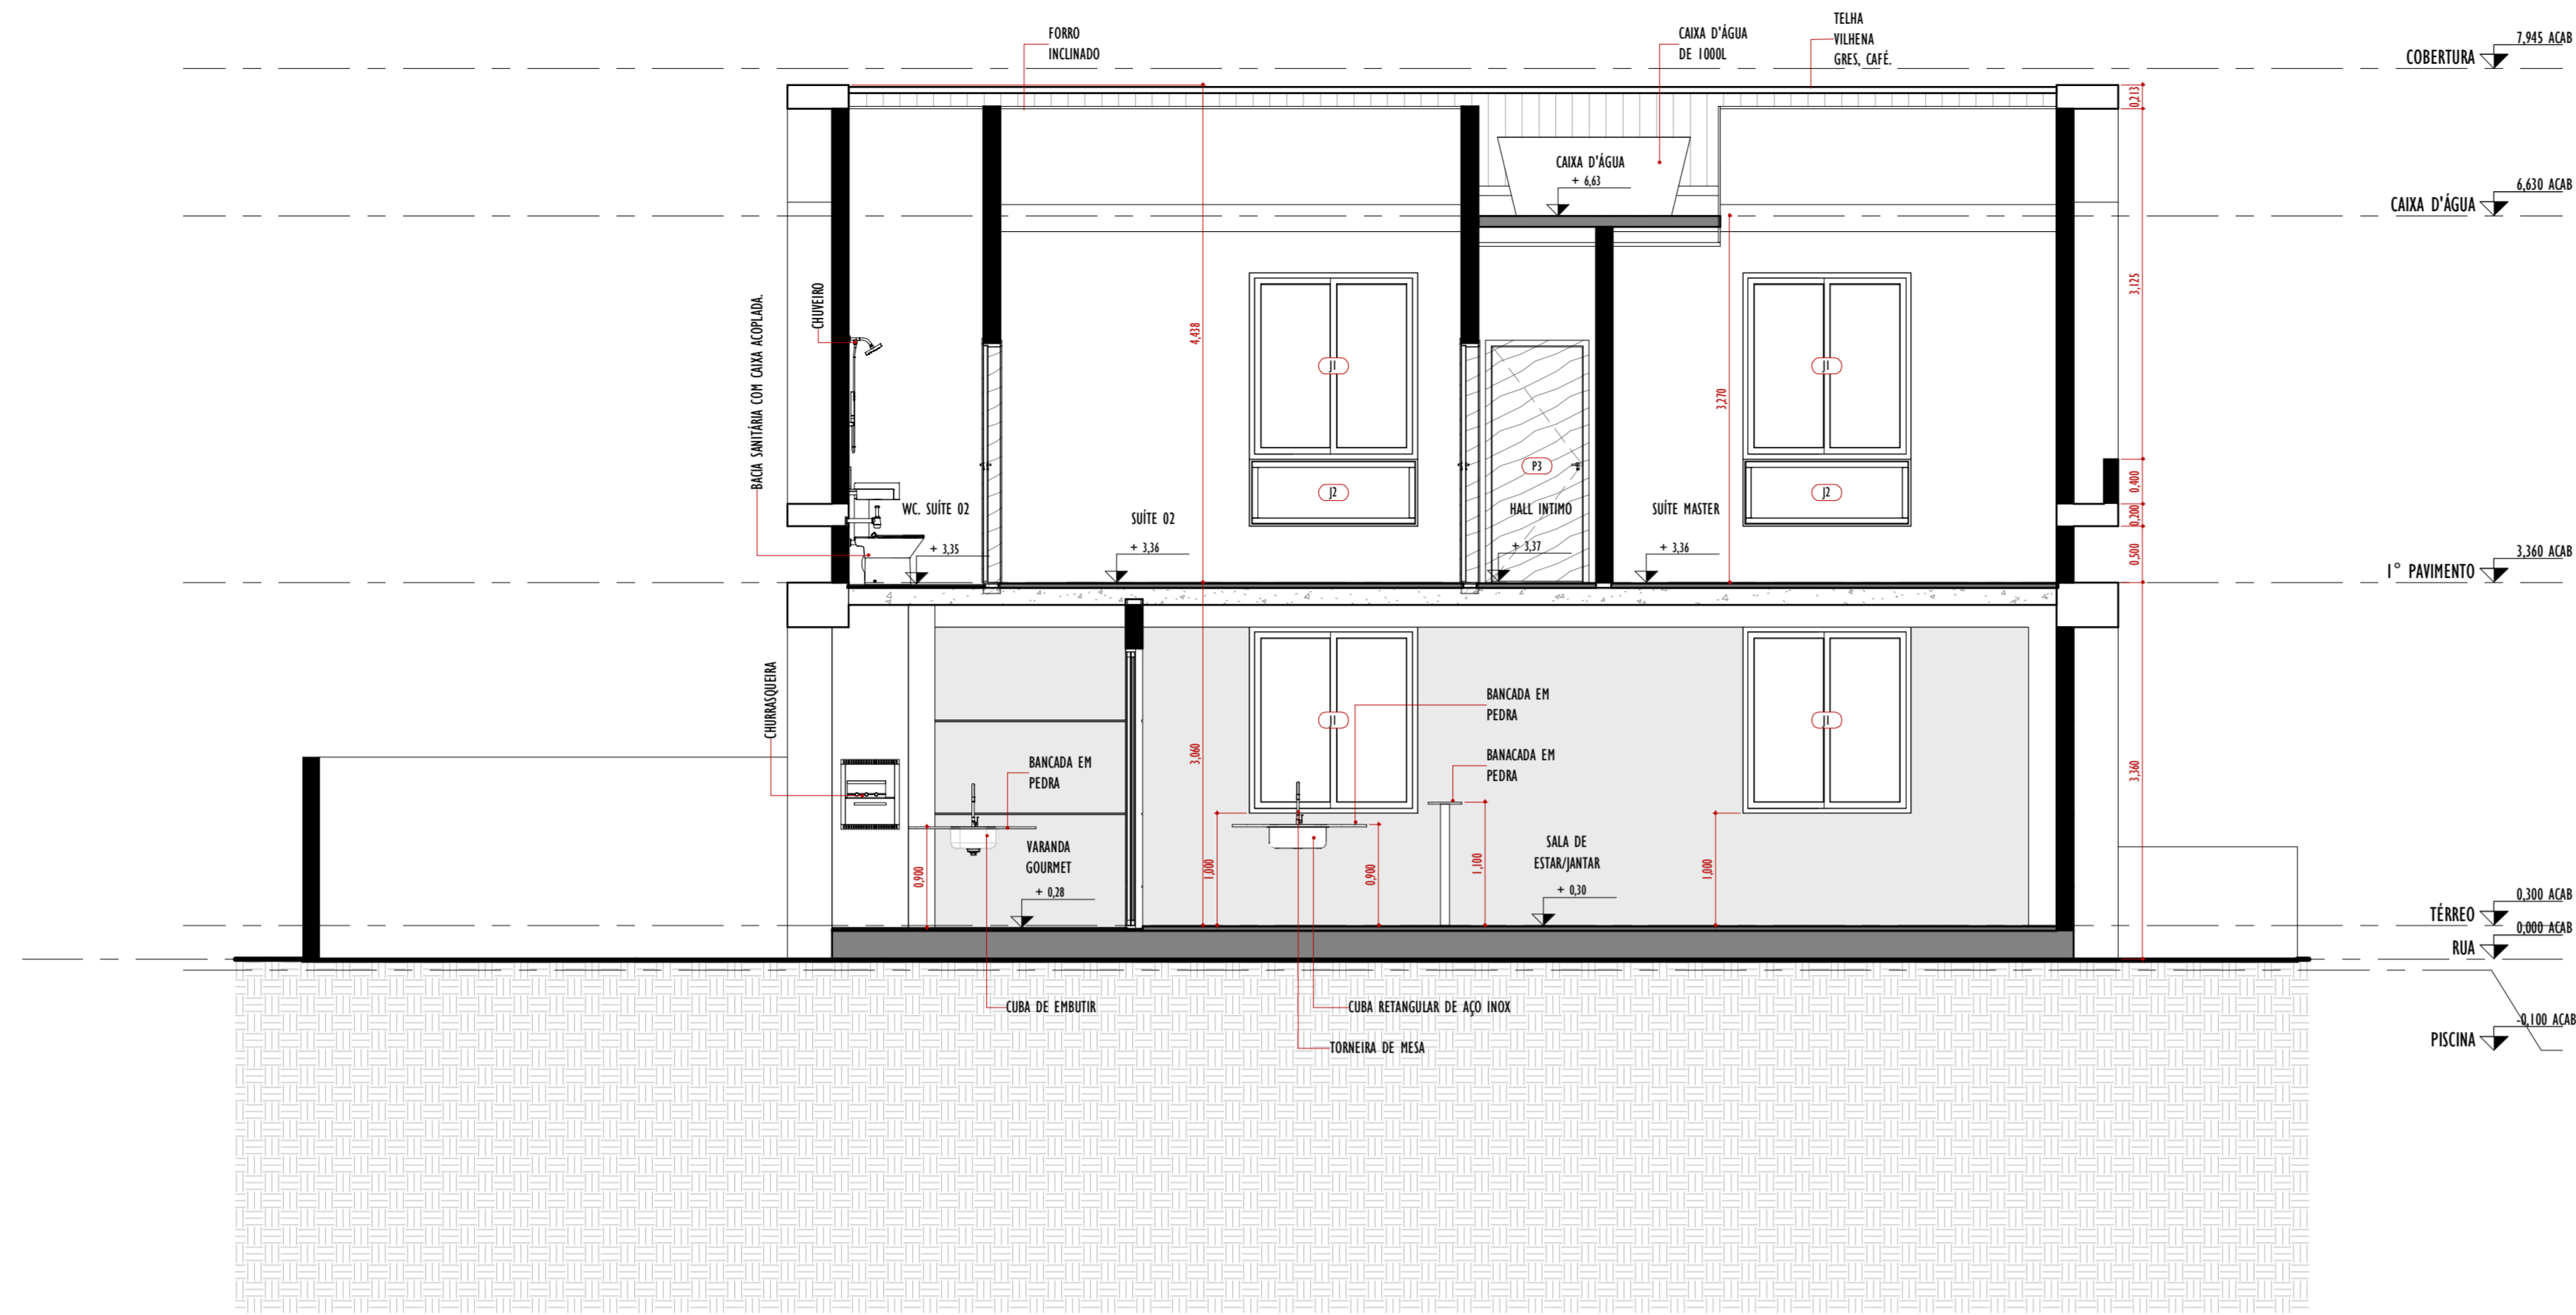 FORRO
INCLINADO
CAIXA D'ÁGUA
DE 1000L
TELHA
VILHENA
GRES, CAFÉ.
7,945 ACAB
COBERTURA
0,213
CAIXA D'ÁGUA
+ 6,63
6,630 ACAB
CAIXA D'ÁGUA
3,125
4,438
3,270
CHUVEIRO
BACIA SANITÁRIA COM CAIXA ACOPLADA.
J1
J1
P3
J2
J2
0,400
0,200
0,500
WC. SUÍTE 02
+ 3,35
SUÍTE 02
+ 3,36
HALL INTIMO
+ 3,37
SUÍTE MASTER
+ 3,36
3,360 ACAB
1° PAVIMENTO
CHURRASQUEIRA
J1
J1
BANCADA EM
PEDRA
BANACADA EM
PEDRA
BANCADA EM
PEDRA
3,060
3,360
VARANDA
GOURMET
+ 0,28
SALA DE
ESTAR/JANTAR
+ 0,30
0,900
1,000
0,900
1,100
1,000
0,300 ACAB
TÉRREO
0,000 ACAB
RUA
CUBA DE EMBUTIR
CUBA RETANGULAR DE AÇO INOX
TORNEIRA DE MESA
-0,100 ACAB
PISCINA